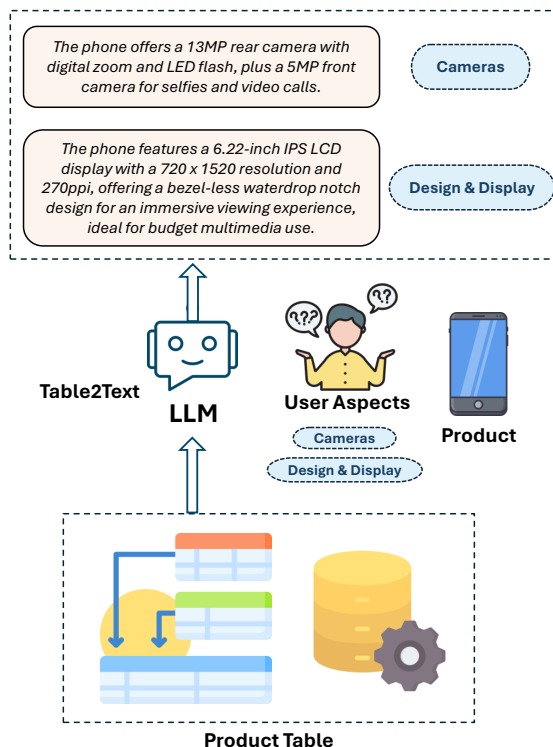 The phone offers a 13MP rear camera with
digital zoom and LED flash, plus a 5MP front
camera for selfies and video calls.
Cameras
The phone features a 6.22-inch IPS LCD
display with a 720 x 1520 resolution and
270ppi, offering a bezel-less waterdrop notch
design for an immersive viewing experience,
ideal for budget multimedia use.
Design & Display
???
??
Table2Text
LLM
User Aspects
Cameras
Design & Display
Product
Product Table